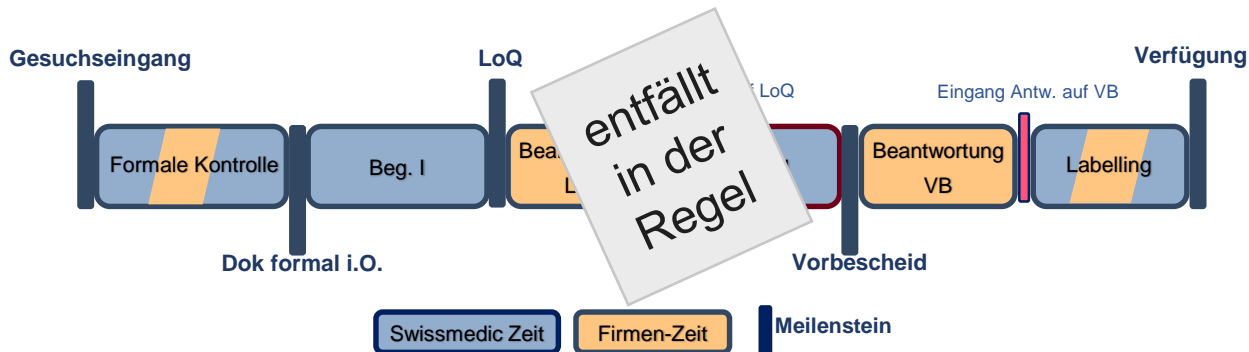 Gesuchseingang
LoQ
Verfügung
LoQ
Eingang Antw. auf VB
entfällt
in der
Regel
Formale Kontrolle
Beg. I
Beantwortung
VB
Labelling
Dok formal i.O.
Vorbescheid
Swissmedic Zeit
Firmen-Zeit
Meilenstein